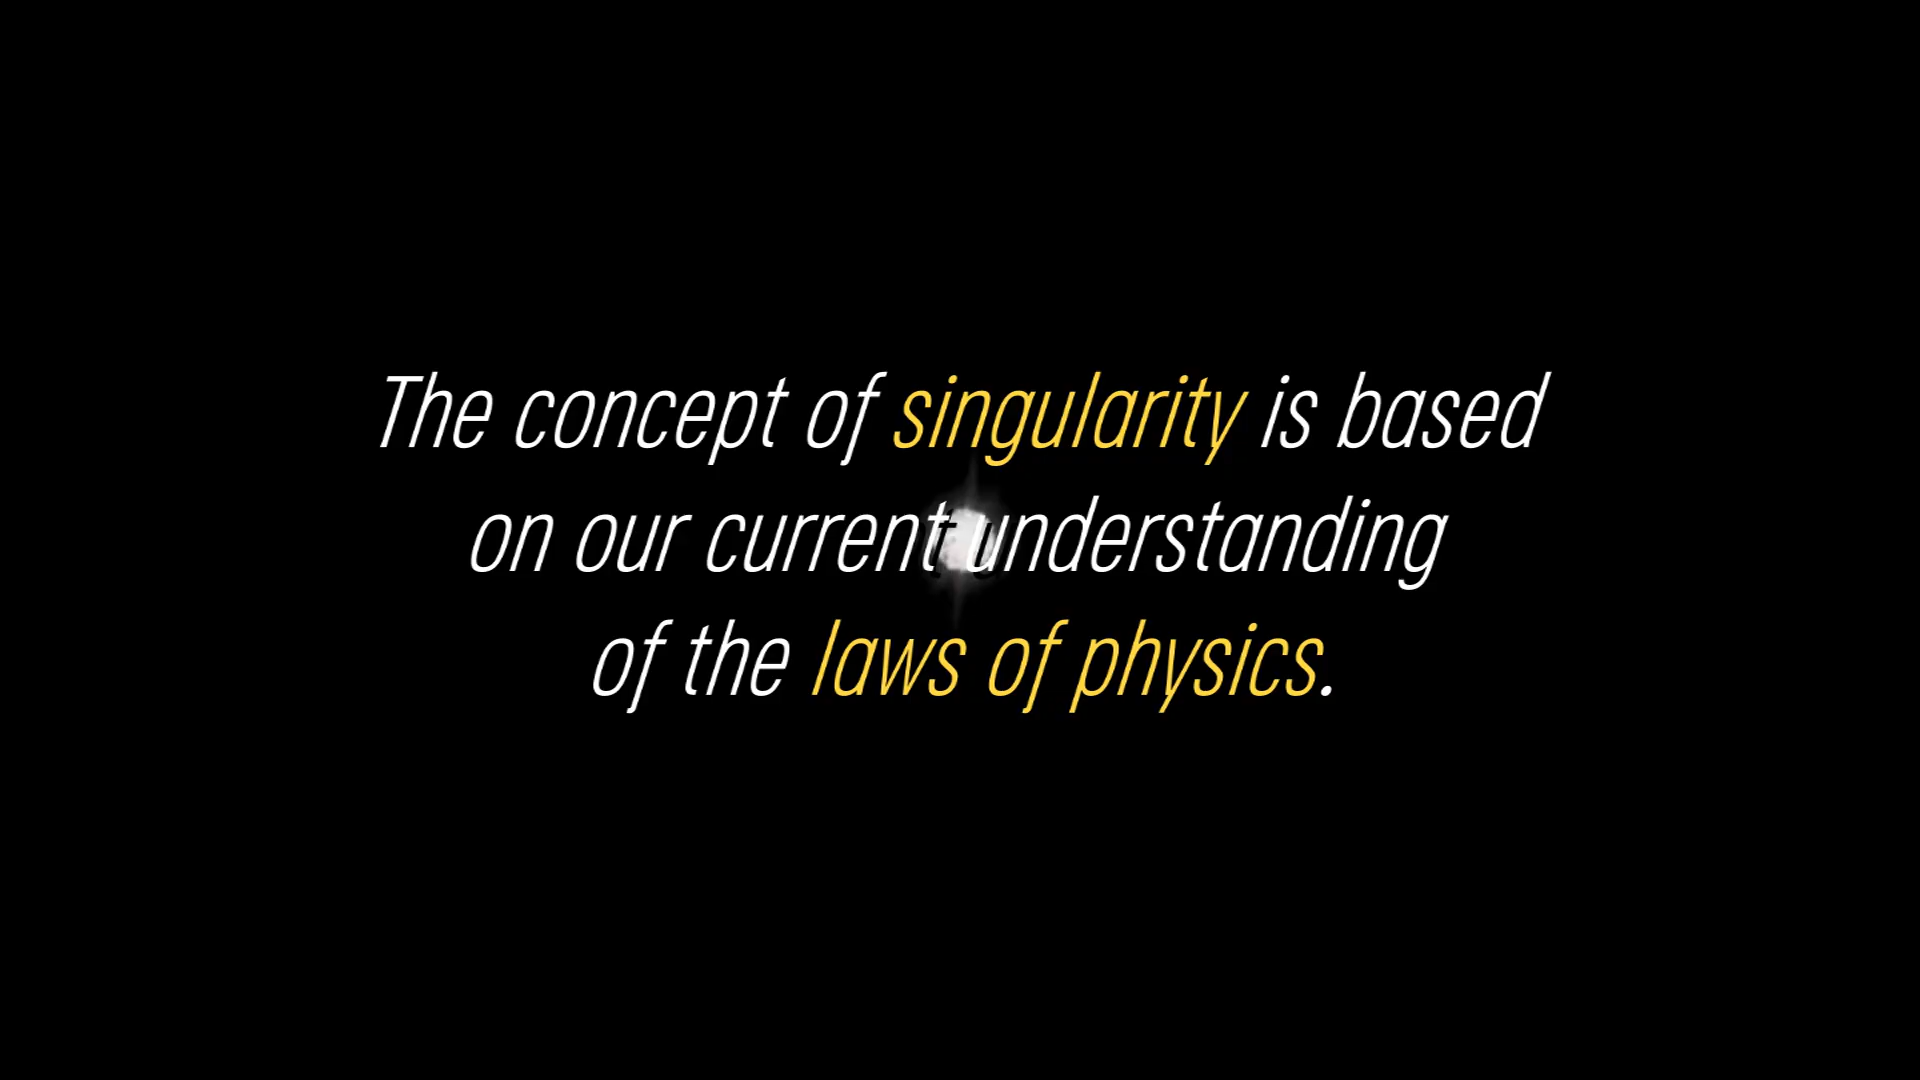 The concept of singularity is based
on our current understanding
of the laws of physics.